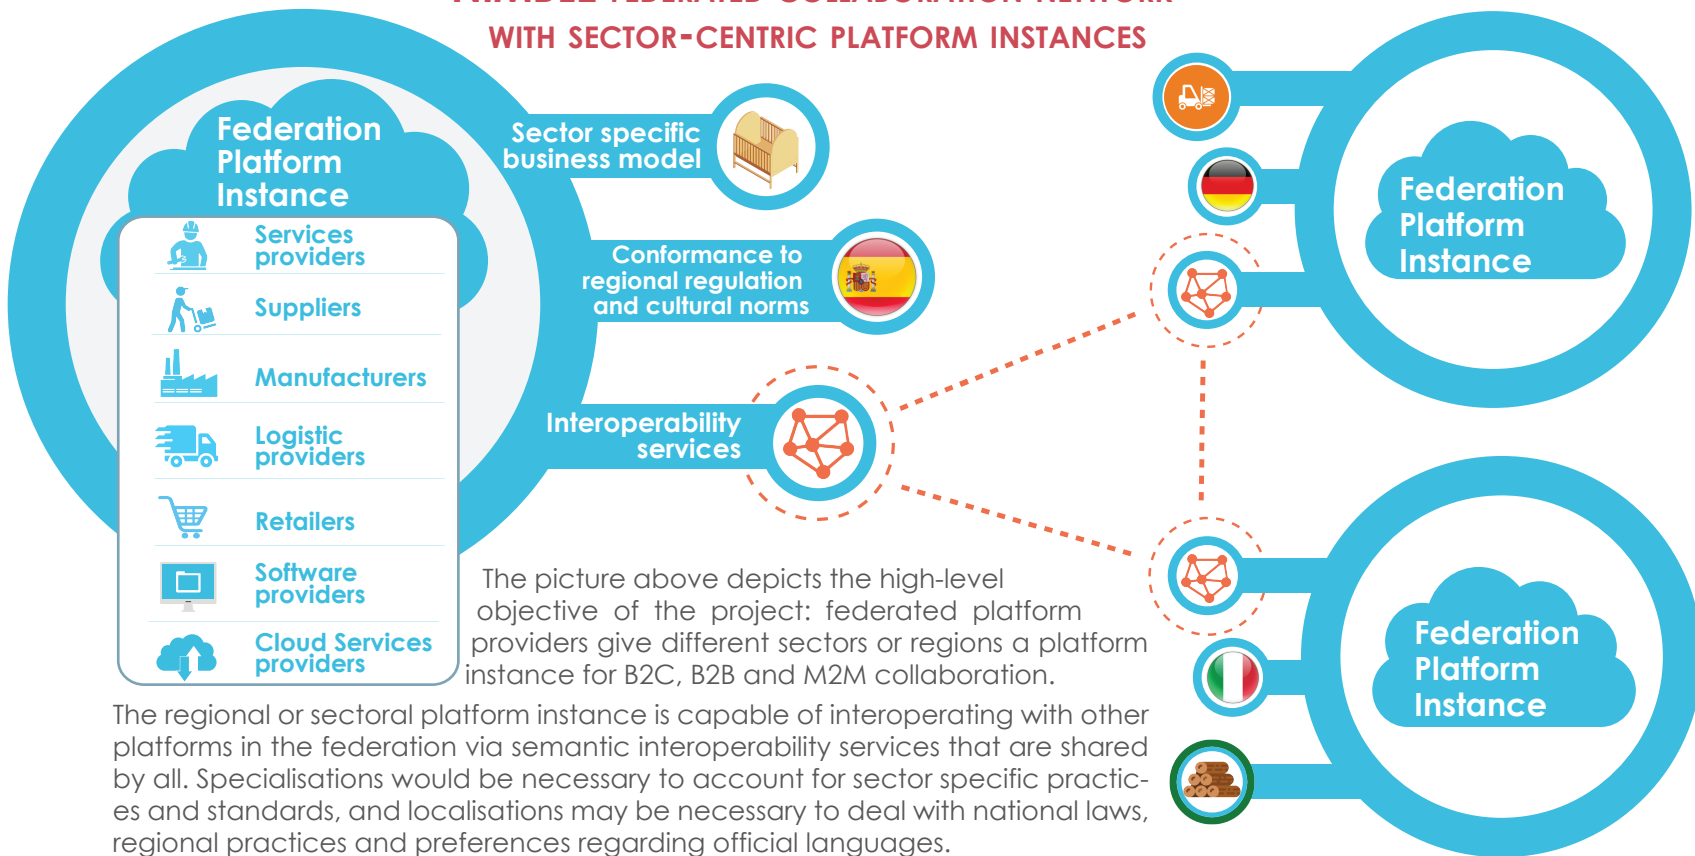 FEDERATED COLLABORATION NETWORK
WITH SECTOR-CENTRIC PLATFORM INSTANCES
Federation
Platform
Instance
Services
providers
Suppliers
Manufacturers
Logistic
providers
Retailers
Software
providers
Cloud Services
providers
Sector specific
business model
Conformance to
regional regulation
and cultural norms
Interoperability
services
Federation
Platform
Instance
Federation
Platform
Instance
The picture above depicts the high-level
objective of the project: federated platform
providers give different sectors or regions a platform
instance for B2C, B2B and M2M collaboration.
The regional or sectoral platform instance is capable of interoperating with other
platforms in the federation via semantic interoperability services that are shared
by all. Specialisations would be necessary to account for sector specific practic-
es and standards, and localisations may be necessary to deal with national laws,
regional practices and preferences regarding official languages.